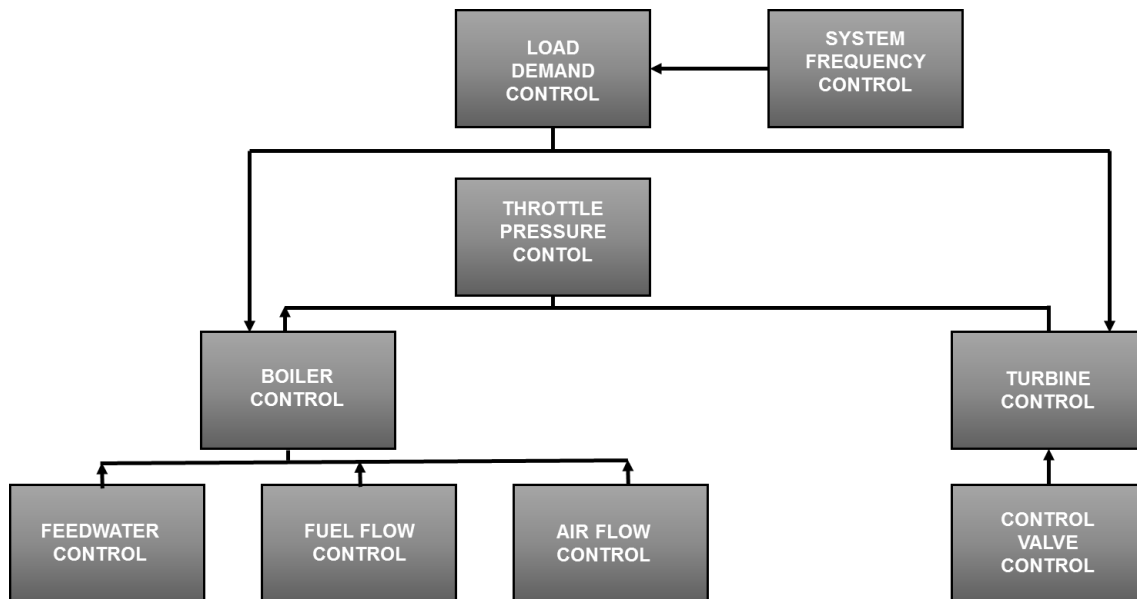 LOAD
DEMAND
CONTROL
SYSTEM
FREQUENCY
CONTROL
THROTTLE
PRESSURE
CONTOL
BOILER
CONTROL
TURBINE
CONTROL
FEEDWATER
CONTROL
FUEL FLOW
CONTROL
AIR FLOW
CONTROL
CONTROL
VALVE
CONTROL